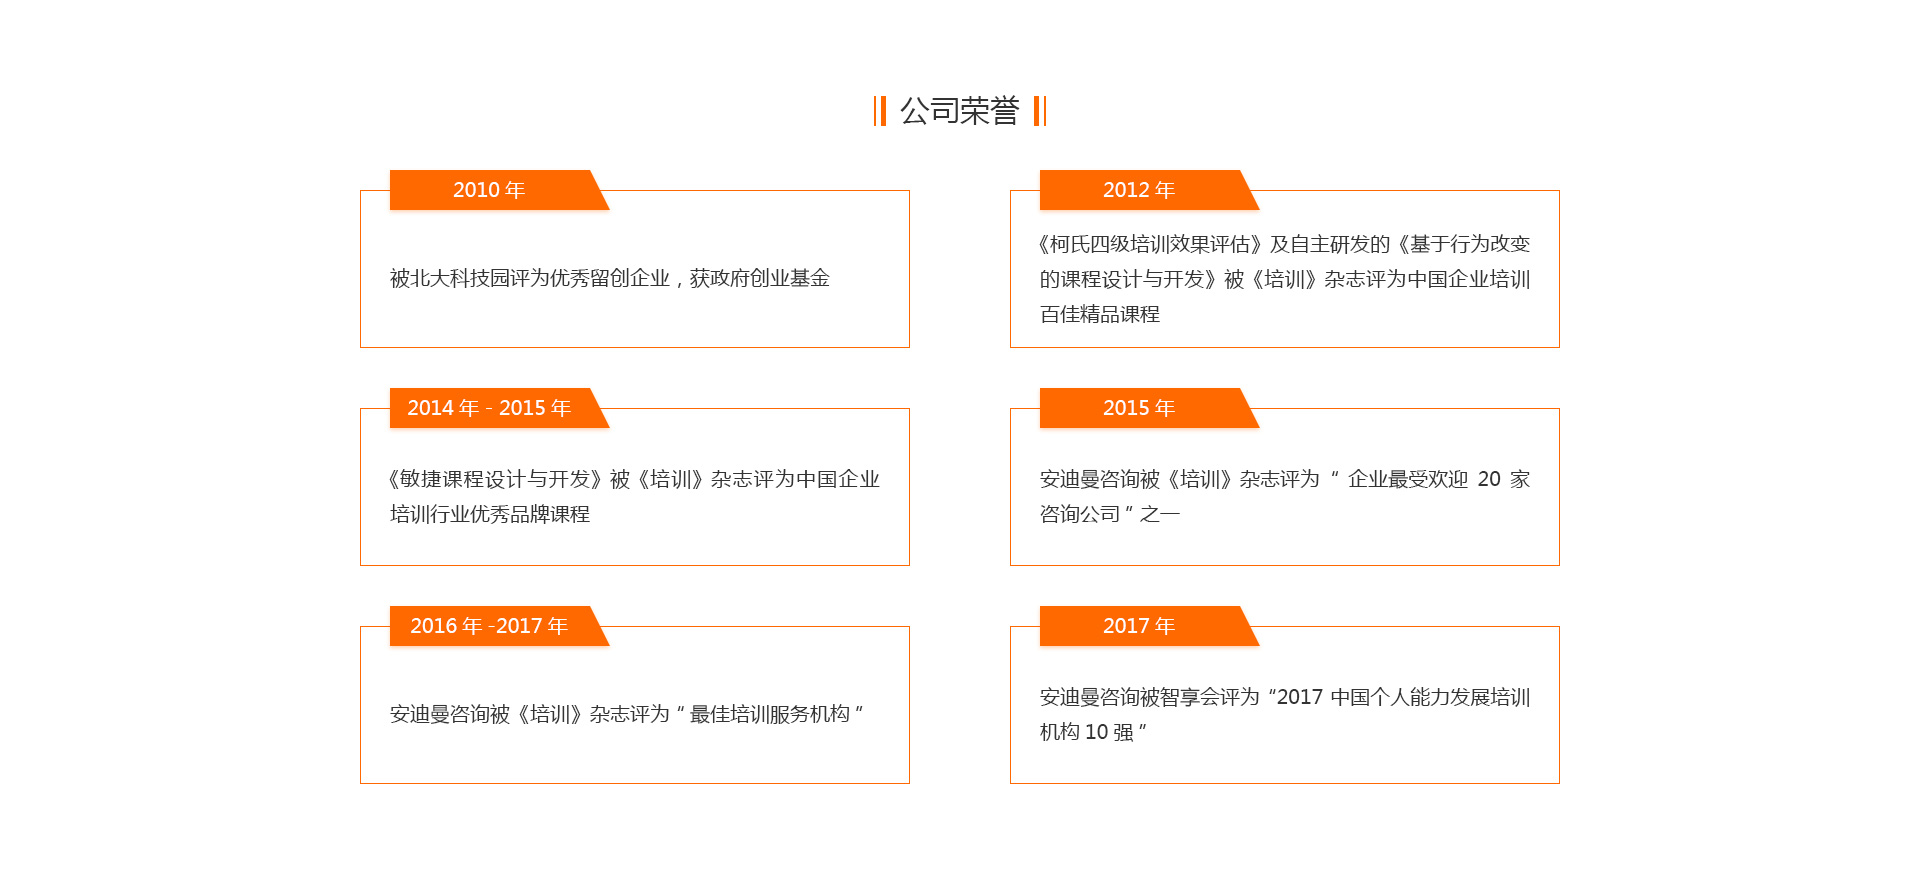 公司荣誉
2010 年
被北大科技园评为优秀留创企业，获政府创业基金
2012 年
《柯氏四级培训效果评估》及自主研发的《基于行为改变
的课程设计与开发》被《培训》杂志评为中国企业培训
百佳精品课程
2014 年 - 2015 年
《敏捷课程设计与开发》被《培训》杂志评为中国企业
培训行业优秀品牌课程
2015 年
安迪曼咨询被《培训》杂志评为 “ 企业最受欢迎 20 家
咨询公司 ” 之一
2016 年 -2017 年
安迪曼咨询被《培训》杂志评为 “ 最佳培训服务机构 ”
2017 年
安迪曼咨询被智享会评为 “2017 中国个人能力发展培训
机构 10 强 ”